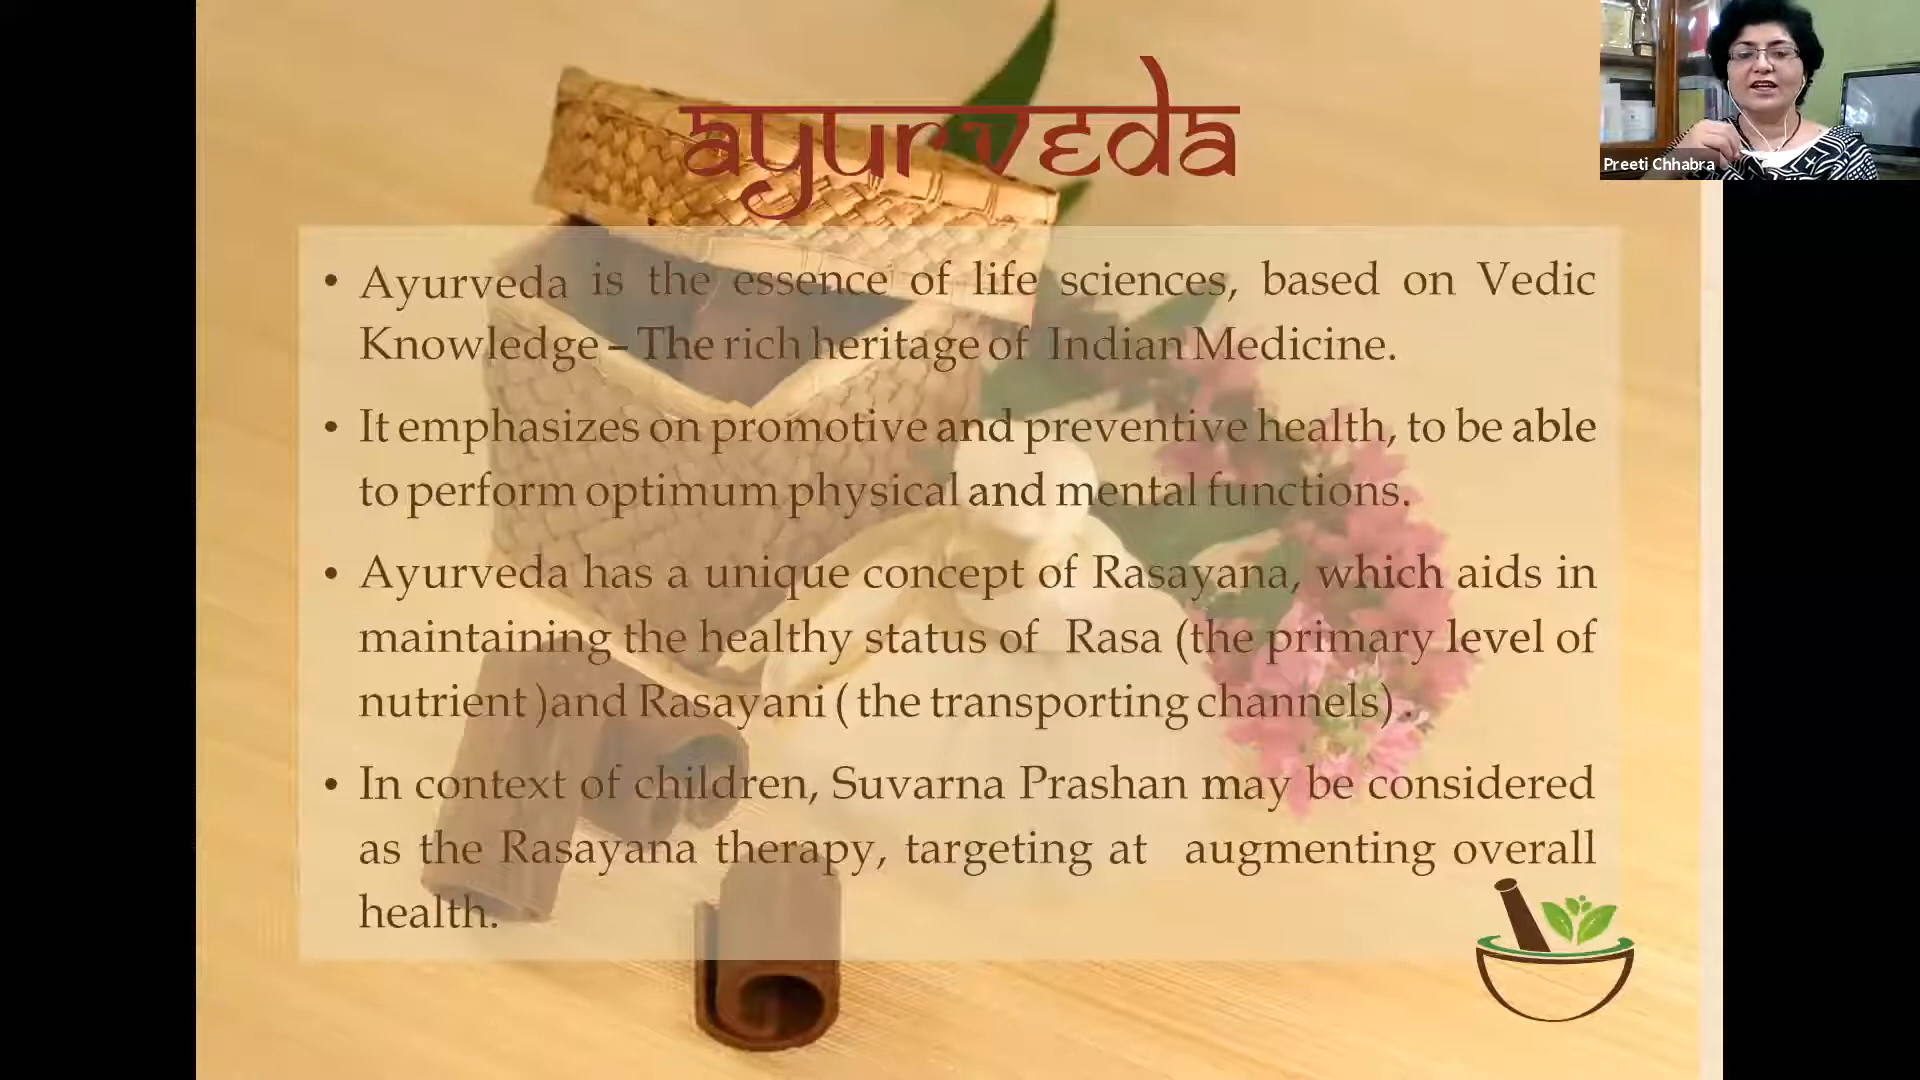 ayurveda
Preeti Chhabra
• Ayurveda is the essence of life sciences, based on Vedic
Knowledge – The rich heritage of Indian Medicine.
• It emphasizes on promotive and preventive health, to be able
to perform optimum physical and mental functions.
• Ayurveda has a unique concept of Rasayana, which aids in
maintaining the healthy status of Rasa (the primary level of
nutrient )and Rasayani ( the transporting channels) .
• In context of children, Suvarna Prashan may be considered
as the Rasayana therapy, targeting at augmenting overall
health.